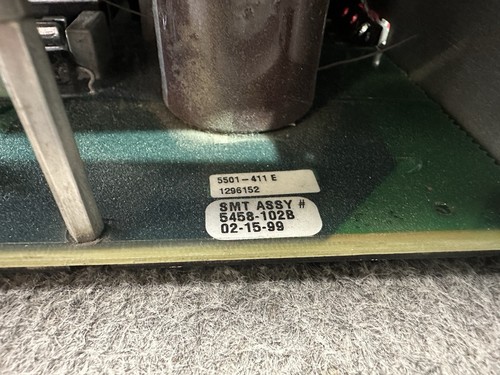 5501-411 E
1296152
SMT ASSY #
5458-102B
02-15-99